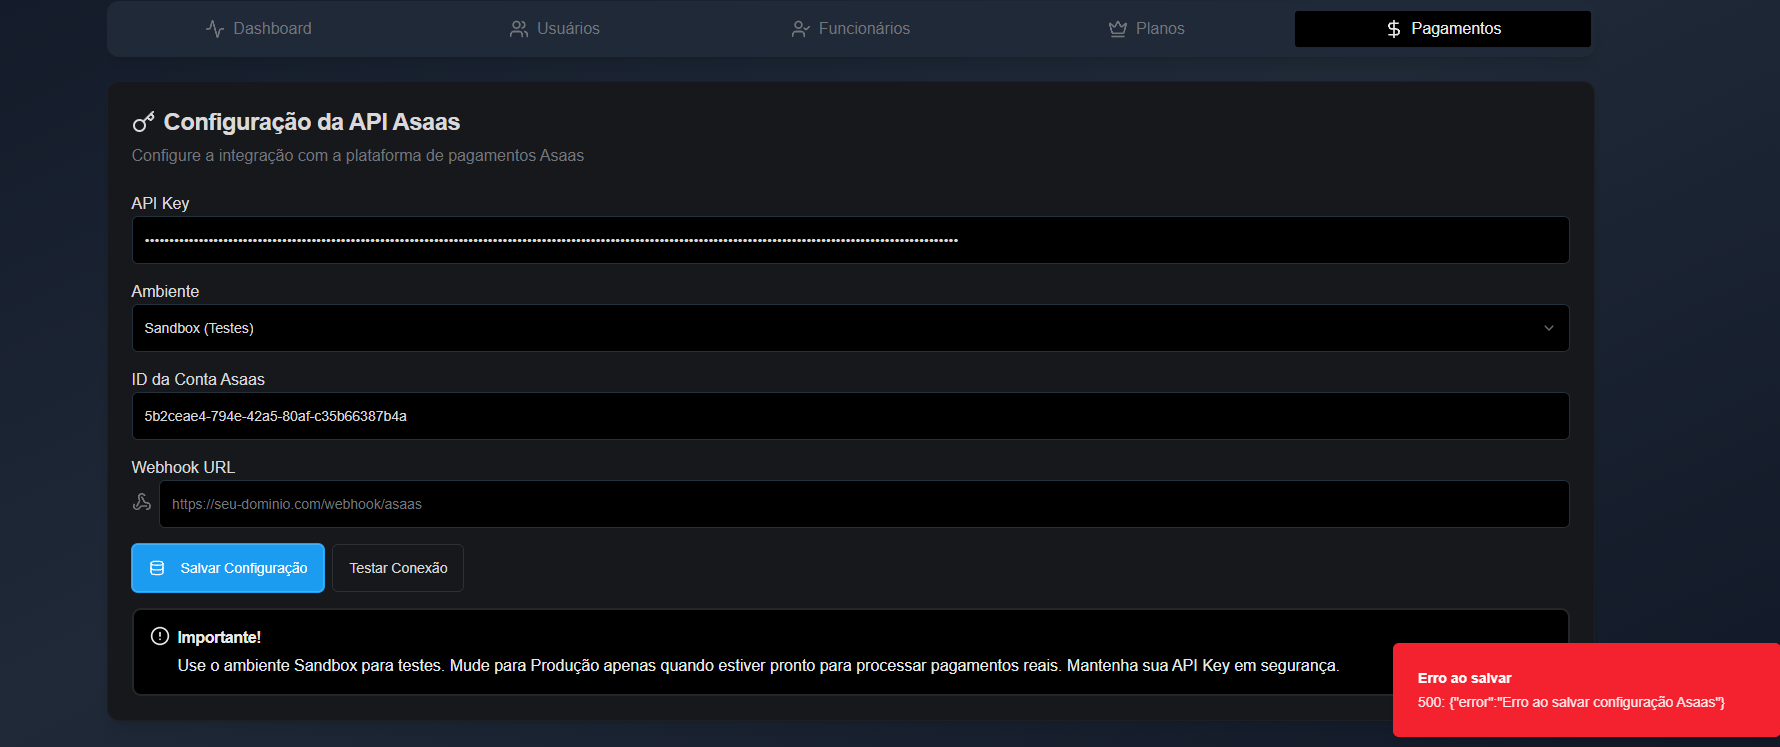 Dashboard Usuários Funcionários Planos Pagamentos
Configuração da API Asaas
Configure a integração com a plataforma de pagamentos Asaas
API Key
Ambiente
Sandbox (Testes)
ID da Conta Asaas
5b2ceae4-794e-42a5-80af-c35b66387b4a
Webhook URL
https://seu-dominio.com/webhook/asaas
Salvar Configuração Testar Conexão
Importante!
Use o ambiente Sandbox para testes. Mude para Produção apenas quando estiver pronto para processar pagamentos reais. Mantenha sua API Key em segurança.
Erro ao salvar
500: {"error":"Erro ao salvar configuração Asaas"}